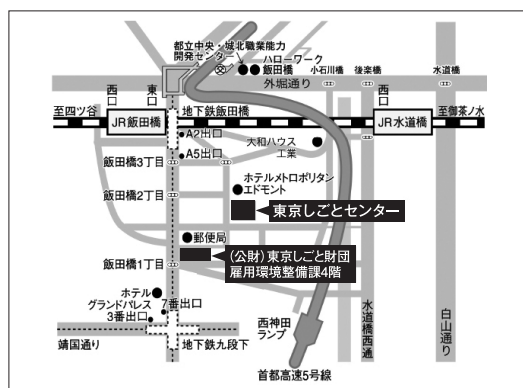 都立中央・城北職業能力
開発センター
ハローワーク
飯田橋
小石川橋
後楽橋
水道橋
外堀通り
西口
東口
西口
至四ツ谷
JR飯田橋
地下鉄飯田橋
JR水道橋
至御茶ノ水
A2出口
大和ハウス
工業
A5出口
飯田橋3丁目
ホテルメトロポリタン
エドモント
飯田橋2丁目
東京しごとセンター
郵便局
(公財)東京しごと財団
雇用環境整備課4階
飯田橋1丁目
ホテル
グランドパレス
7番出口
3番出口
西神田
ランプ
水道橋西通り
白山通り
靖国通り
地下鉄九段下
首都高速5号線